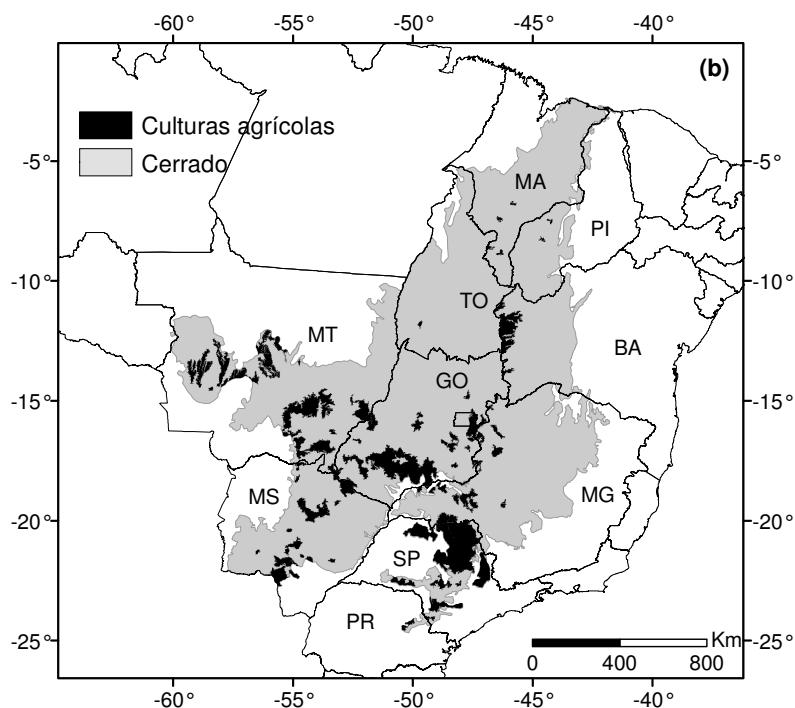 -60° -55° -50° -45° -40°
(b)
Culturas agrícolas
Cerrado
-5° -5°
MA
PI
-10° -10°
TO
MT
BA
GO
-15° -15°
MS
MG
-20° -20°
SP
PR
-25° -25°
Km
0 400 800
-60° -55° -50° -45° -40°